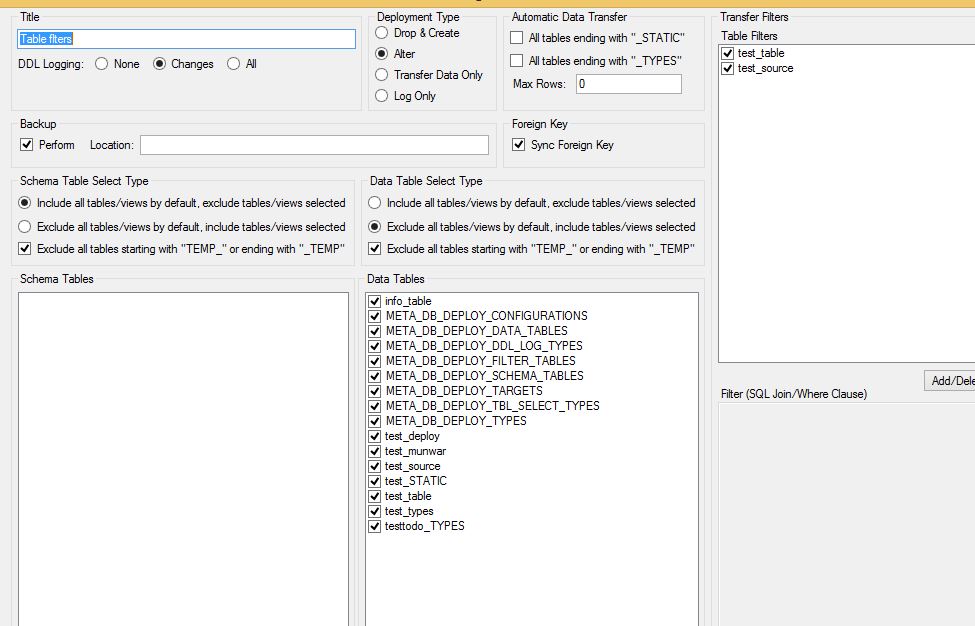 Title
Table flters
DDL Logging:
None
Changes
All
Deployment Type
Drop & Create
Alter
Transfer Data Only
Log Only
Automatic Data Transfer
All tables ending with "_STATIC"
All tables ending with "_TYPES"
Max Rows:
0
Transfer Filters
Table Filters
test_table
test_source
Backup
Perform
Location:
Foreign Key
Sync Foreign Key
Schema Table Select Type
Include all tables/views by default, exclude tables/views selected
Exclude all tables/views by default, include tables/views selected
Exclude all tables starting with "TEMP_" or ending with "_TEMP"
Data Table Select Type
Include all tables/views by default, exclude tables/views selected
Exclude all tables/views by default, include tables/views selected
Exclude all tables starting with "TEMP_" or ending with "_TEMP"
Schema Tables
Data Tables
info_table
META_DB_DEPLOY_CONFIGURATIONS
META_DB_DEPLOY_DATA_TABLES
META_DB_DEPLOY_DDL_LOG_TYPES
META_DB_DEPLOY_FILTER_TABLES
META_DB_DEPLOY_SCHEMA_TABLES
META_DB_DEPLOY_TARGETS
META_DB_DEPLOY_TBL_SELECT_TYPES
META_DB_DEPLOY_TYPES
test_deploy
test_munwar
test_source
test_STATIC
test_table
test_types
testtodo_TYPES
Add/Dele
Filter (SQL Join/Where Clause)